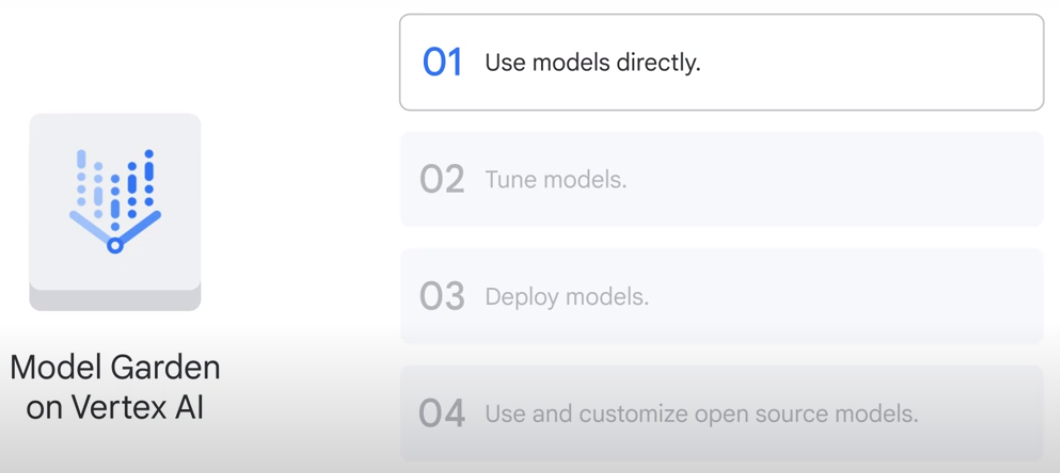 01 Use models directly.
02 Tune models.
03 Deploy models.
04 Use and customize open source models.
Model Garden
on Vertex AI